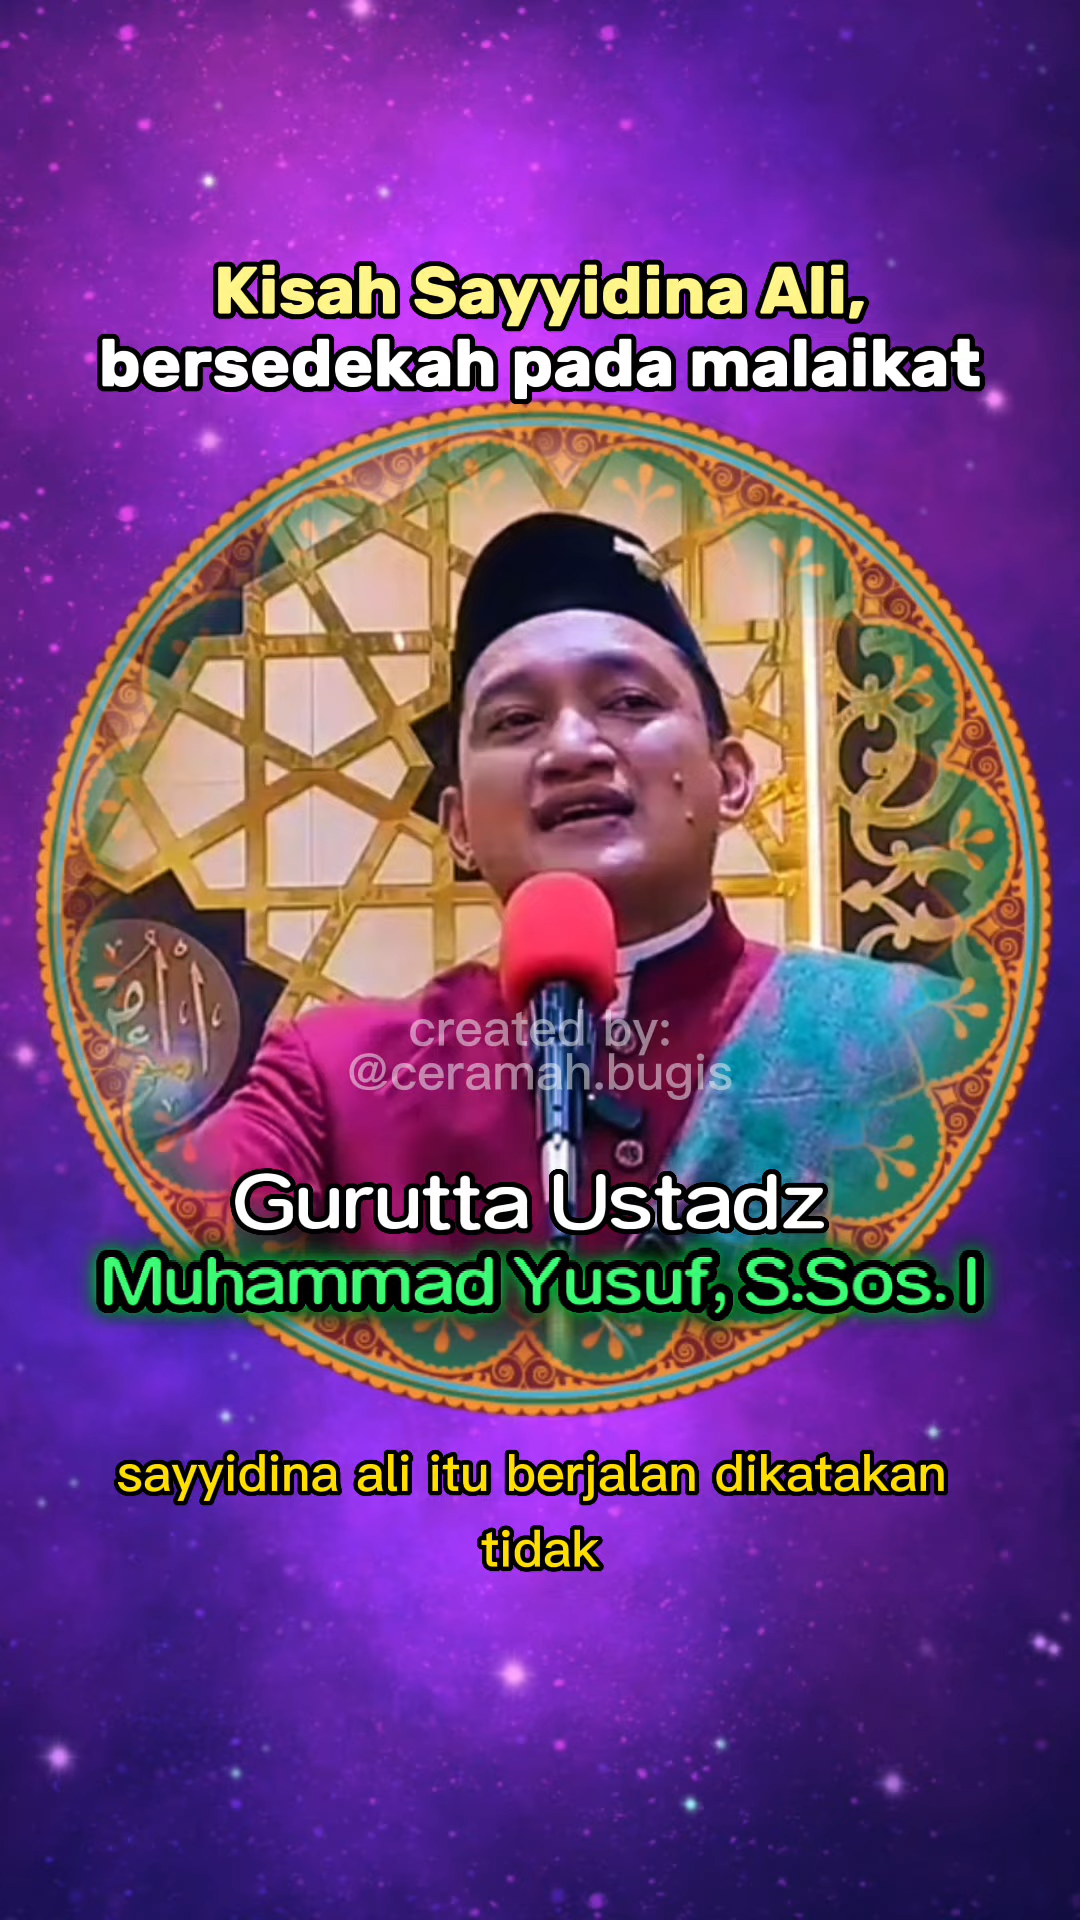 Kisah Sayyidina Ali,
bersedekah pada malaikat
created by:
@ceramah.bugis
Gurutta Ustadz
Muhammad Yusuf, S.Sos. I
sayyidina ali itu berjalan dikatakan
tidak